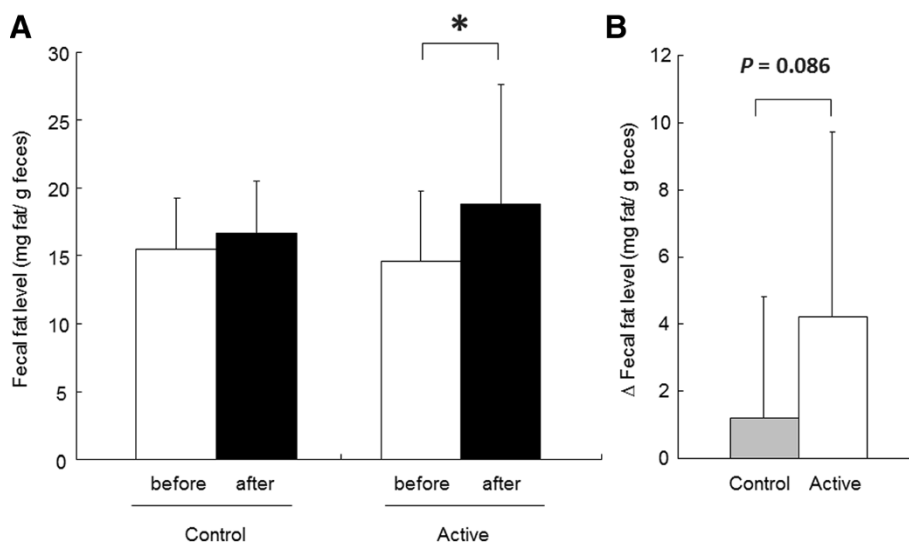 A
Fecal fat level (mg fat/ g feces)
30
25
20
15
10
5
0
*
before after before after
Control Active
B
Δ Fecal fat level (mg fat/ g feces)
12
10
8
6
4
2
0
P = 0.086
Control Active